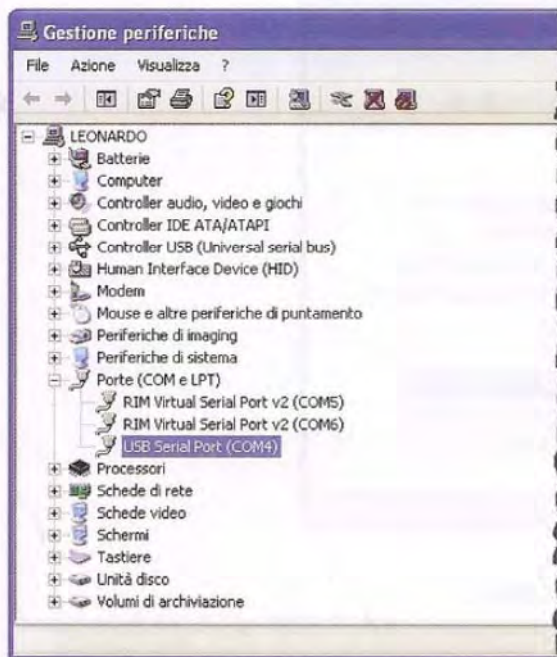 Gestione periferiche
File Azione Visualizza ?
LEONARDO
Batterie
Computer
Controller audio, video e giochi
Controller IDE ATA/ATAPI
Controller USB (Universal serial bus)
Human Interface Device (HID)
Modem
Mouse e altre periferiche di puntamento
Periferiche di imaging
Periferiche di sistema
Porte (COM e LPT)
RIM Virtual Serial Port v2 (COM5)
RIM Virtual Serial Port v2 (COM6)
USB Serial Port (COM4)
Processori
Schede di rete
Schede video
Schermi
Tastiere
Unità disco
Volumi di archiviazione